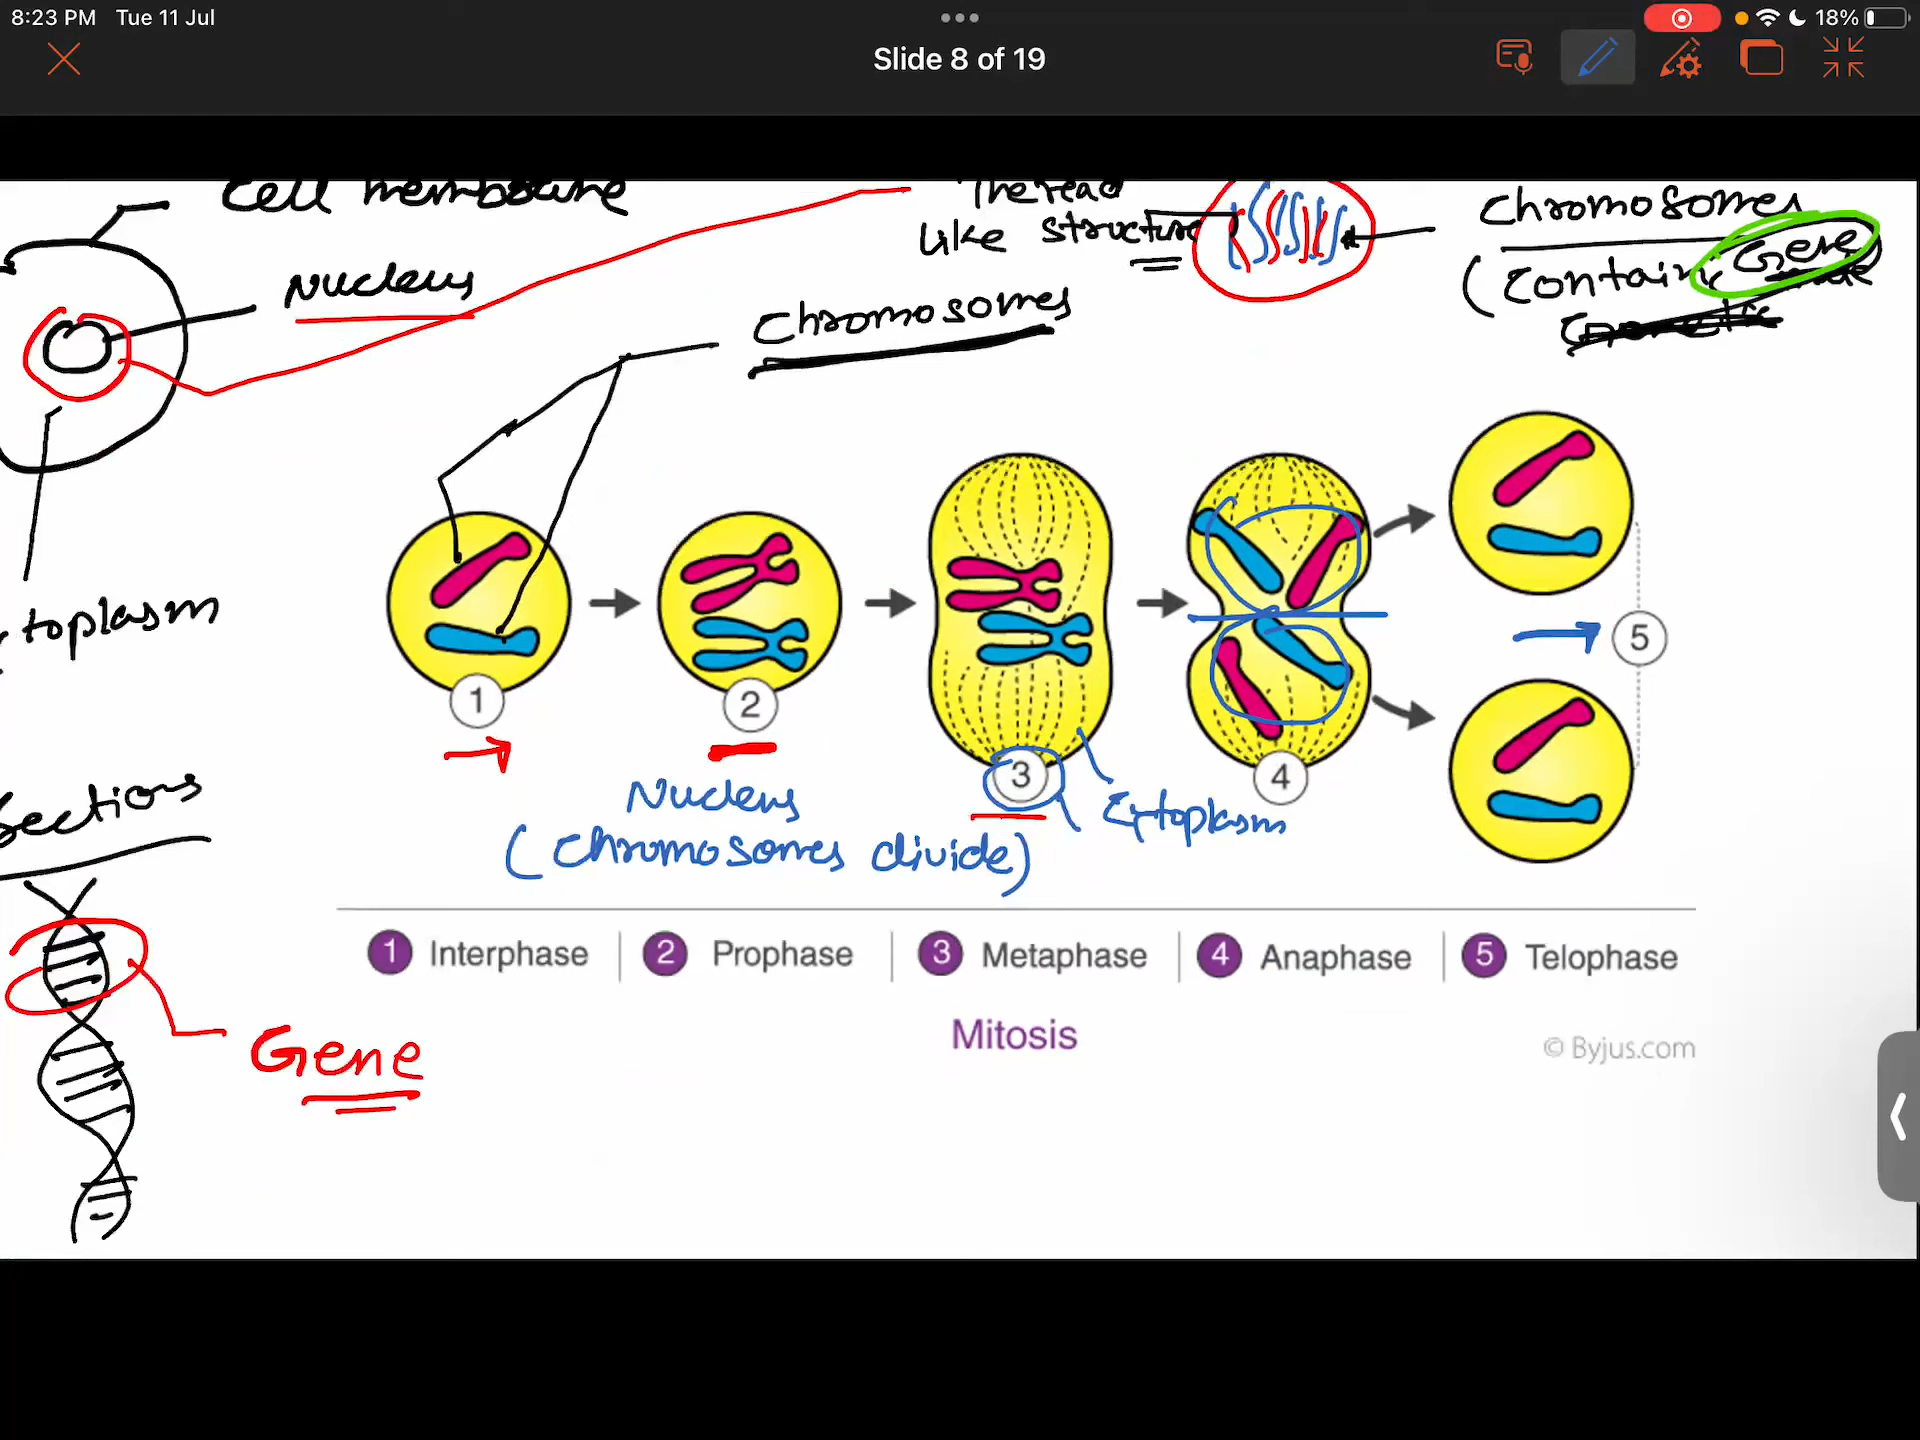 8:23 PM Tue 11 Jul
18%
Slide 8 of 19
Cell membrane
Thread
Like structure
Chromosomes
(Contain Gene
Nucleus
Chromosomes
ytoplasm
1
2
3
4
5
Nucleus
(Chromosomes divide)
Cytoplasm
Sections
Gene
1 Interphase
2 Prophase
3 Metaphase
4 Anaphase
5 Telophase
Mitosis
© Byjus.com